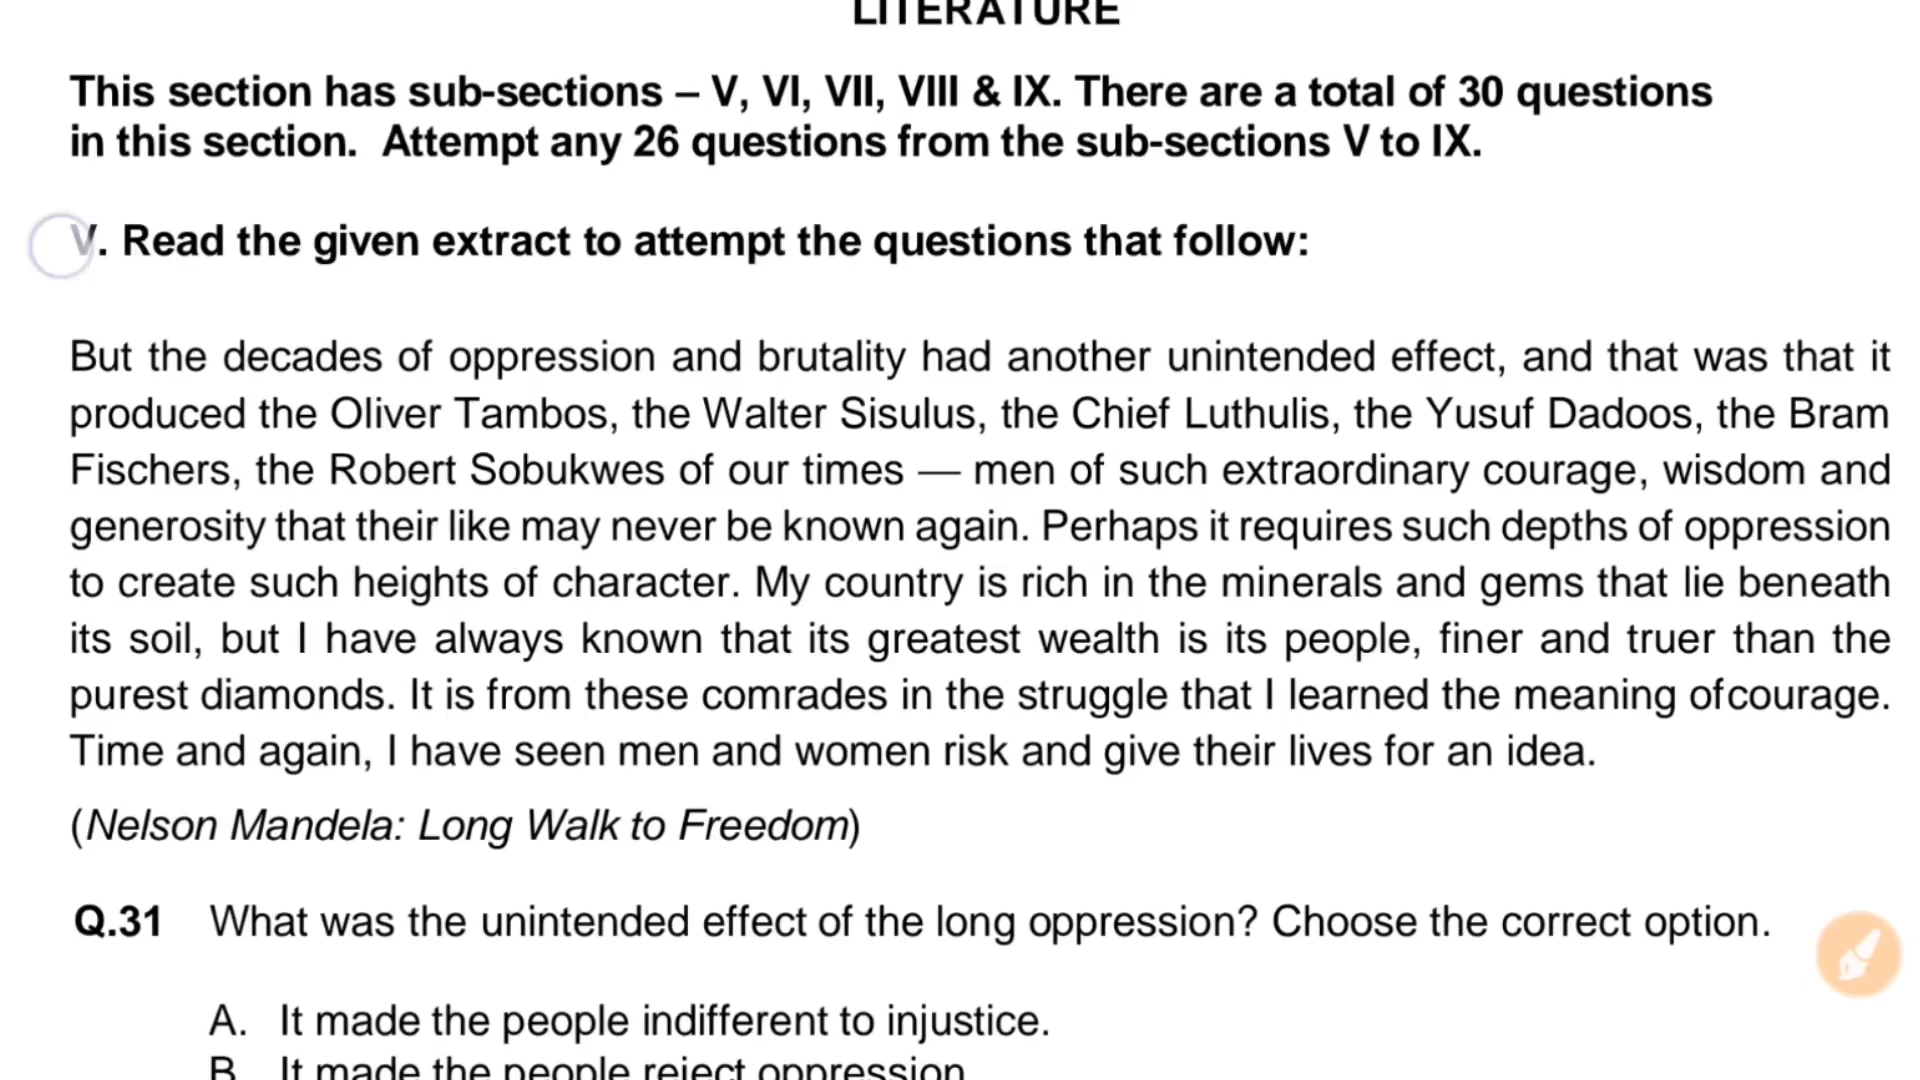 LITERATURE
This section has sub-sections – V, VI, VII, VIII & IX. There are a total of 30 questions
in this section.  Attempt any 26 questions from the sub-sections V to IX.
V. Read the given extract to attempt the questions that follow:
But the decades of oppression and brutality had another unintended effect, and that was that it
produced the Oliver Tambos, the Walter Sisulus, the Chief Luthulis, the Yusuf Dadoos, the Bram
Fischers, the Robert Sobukwes of our times — men of such extraordinary courage, wisdom and
generosity that their like may never be known again. Perhaps it requires such depths of oppression
to create such heights of character. My country is rich in the minerals and gems that lie beneath
its soil, but I have always known that its greatest wealth is its people, finer and truer than the
purest diamonds. It is from these comrades in the struggle that I learned the meaning ofcourage.
Time and again, I have seen men and women risk and give their lives for an idea.
(Nelson Mandela: Long Walk to Freedom)
Q.31 What was the unintended effect of the long oppression? Choose the correct option.
A. It made the people indifferent to injustice.
B. It made the people reject oppression